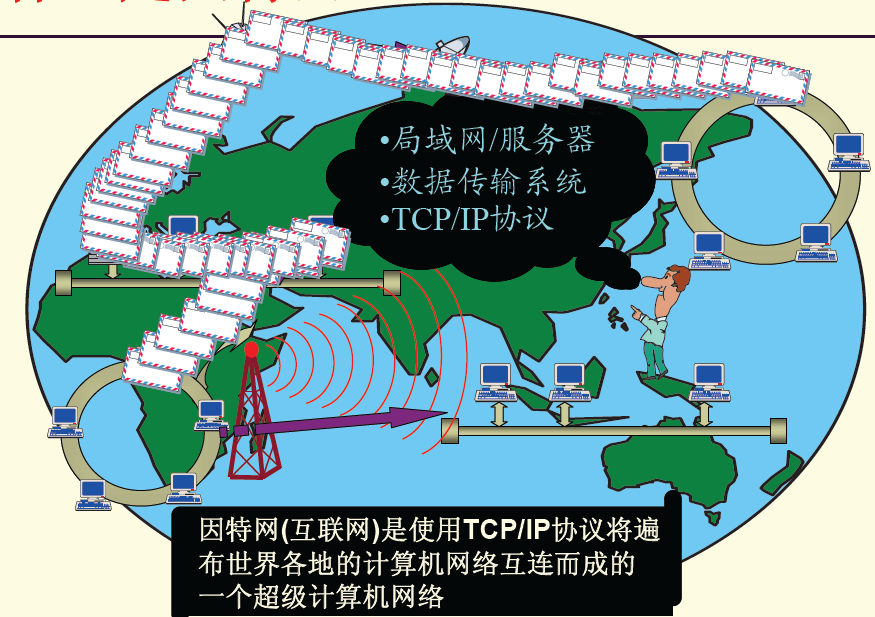 •局域网/服务器
•数据传输系统
•TCP/IP协议
因特网(互联网)是使用TCP/IP协议将遍
布世界各地的计算机网络互连而成的
一个超级计算机网络